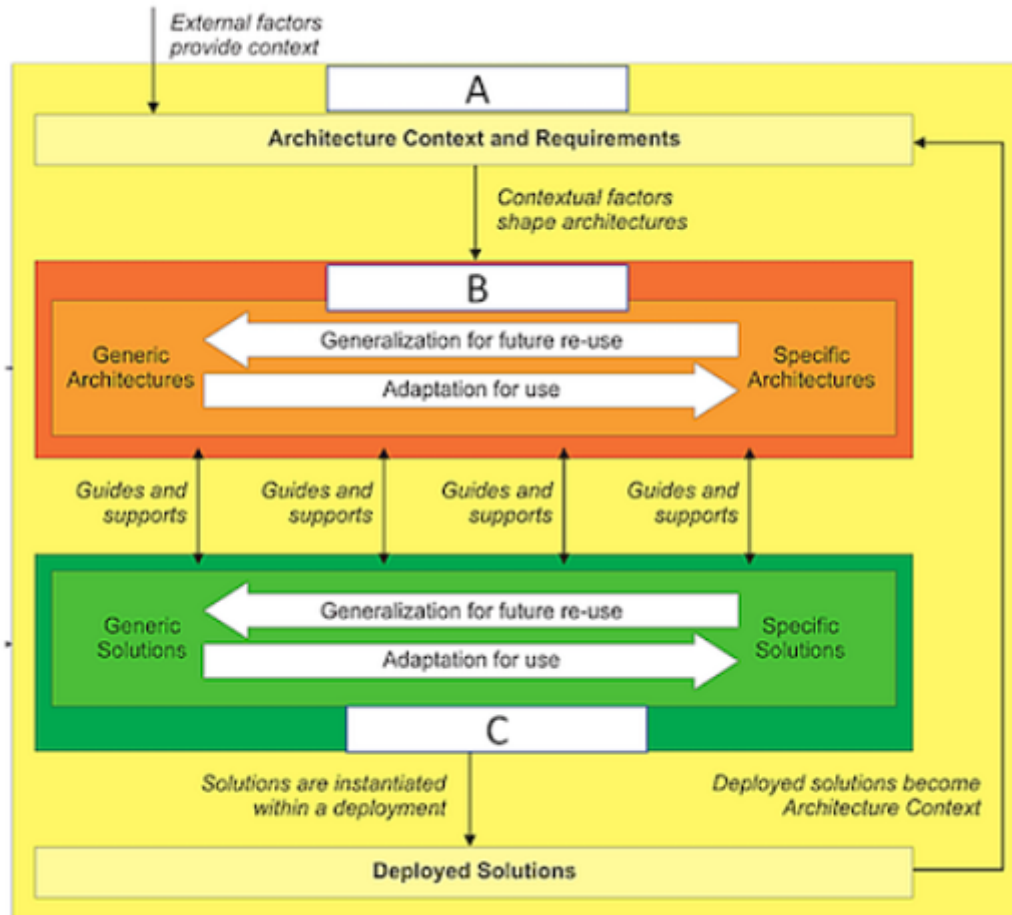 External factors
provide context
A
Architecture Context and Requirements
Contextual factors
shape architectures
B
Generalization for future re-use
Generic
Architectures
Specific
Architectures
Adaptation for use
Guides and
supports
Guides and
supports
Guides and
supports
Guides and
supports
Generalization for future re-use
Generic
Solutions
Specific
Solutions
Adaptation for use
C
Solutions are instantiated
within a deployment
Deployed solutions become
Architecture Context
Deployed Solutions